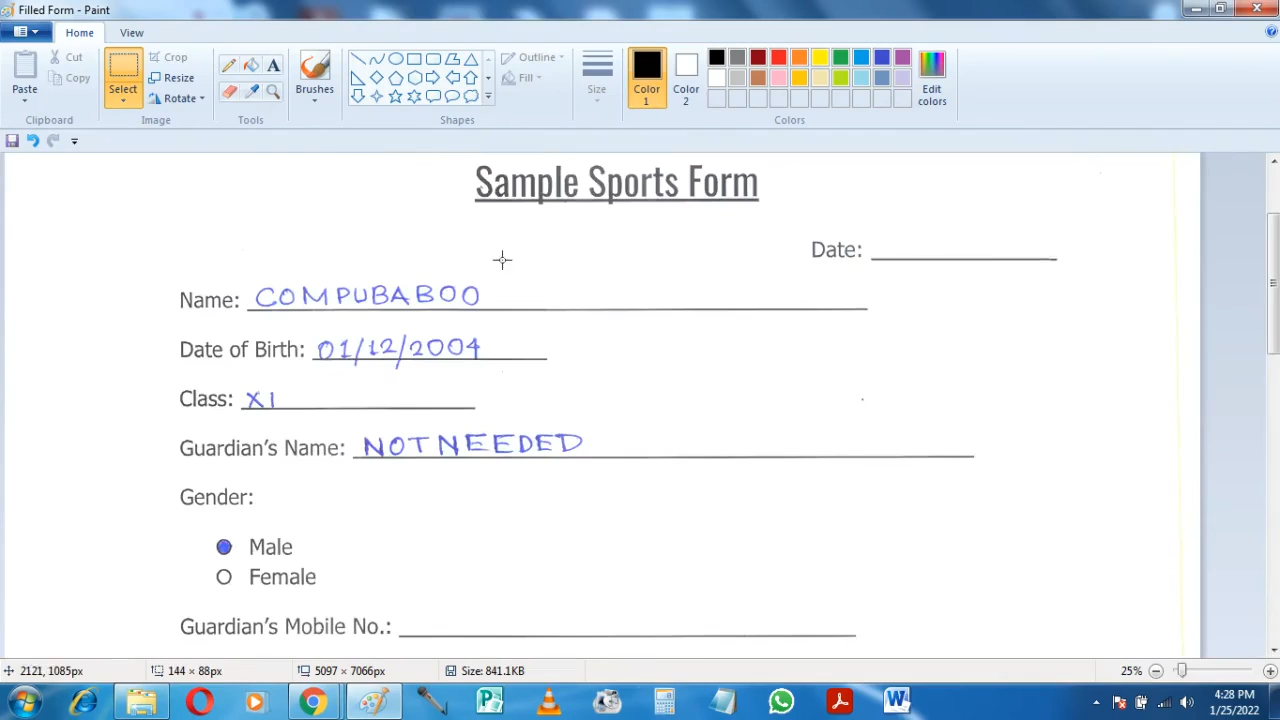 Filled Form - Paint
Home View
Paste
Cut
Copy
Clipboard
Select
Crop
Resize
Rotate
Image
Tools
Brushes
Shapes
Outline
Fill
Size
Color 1
Color 2
Edit colors
Colors
Sample Sports Form
Date:
Name: COMPUBABOO
Date of Birth: 01/12/2004
Class: XI
Guardian's Name: NOT NEEDED
Gender:
Male
Female
Guardian's Mobile No.:
2121, 1085px 144 × 88px 5097 × 7066px Size: 841.1KB 25%
4:28 PM
1/25/2022